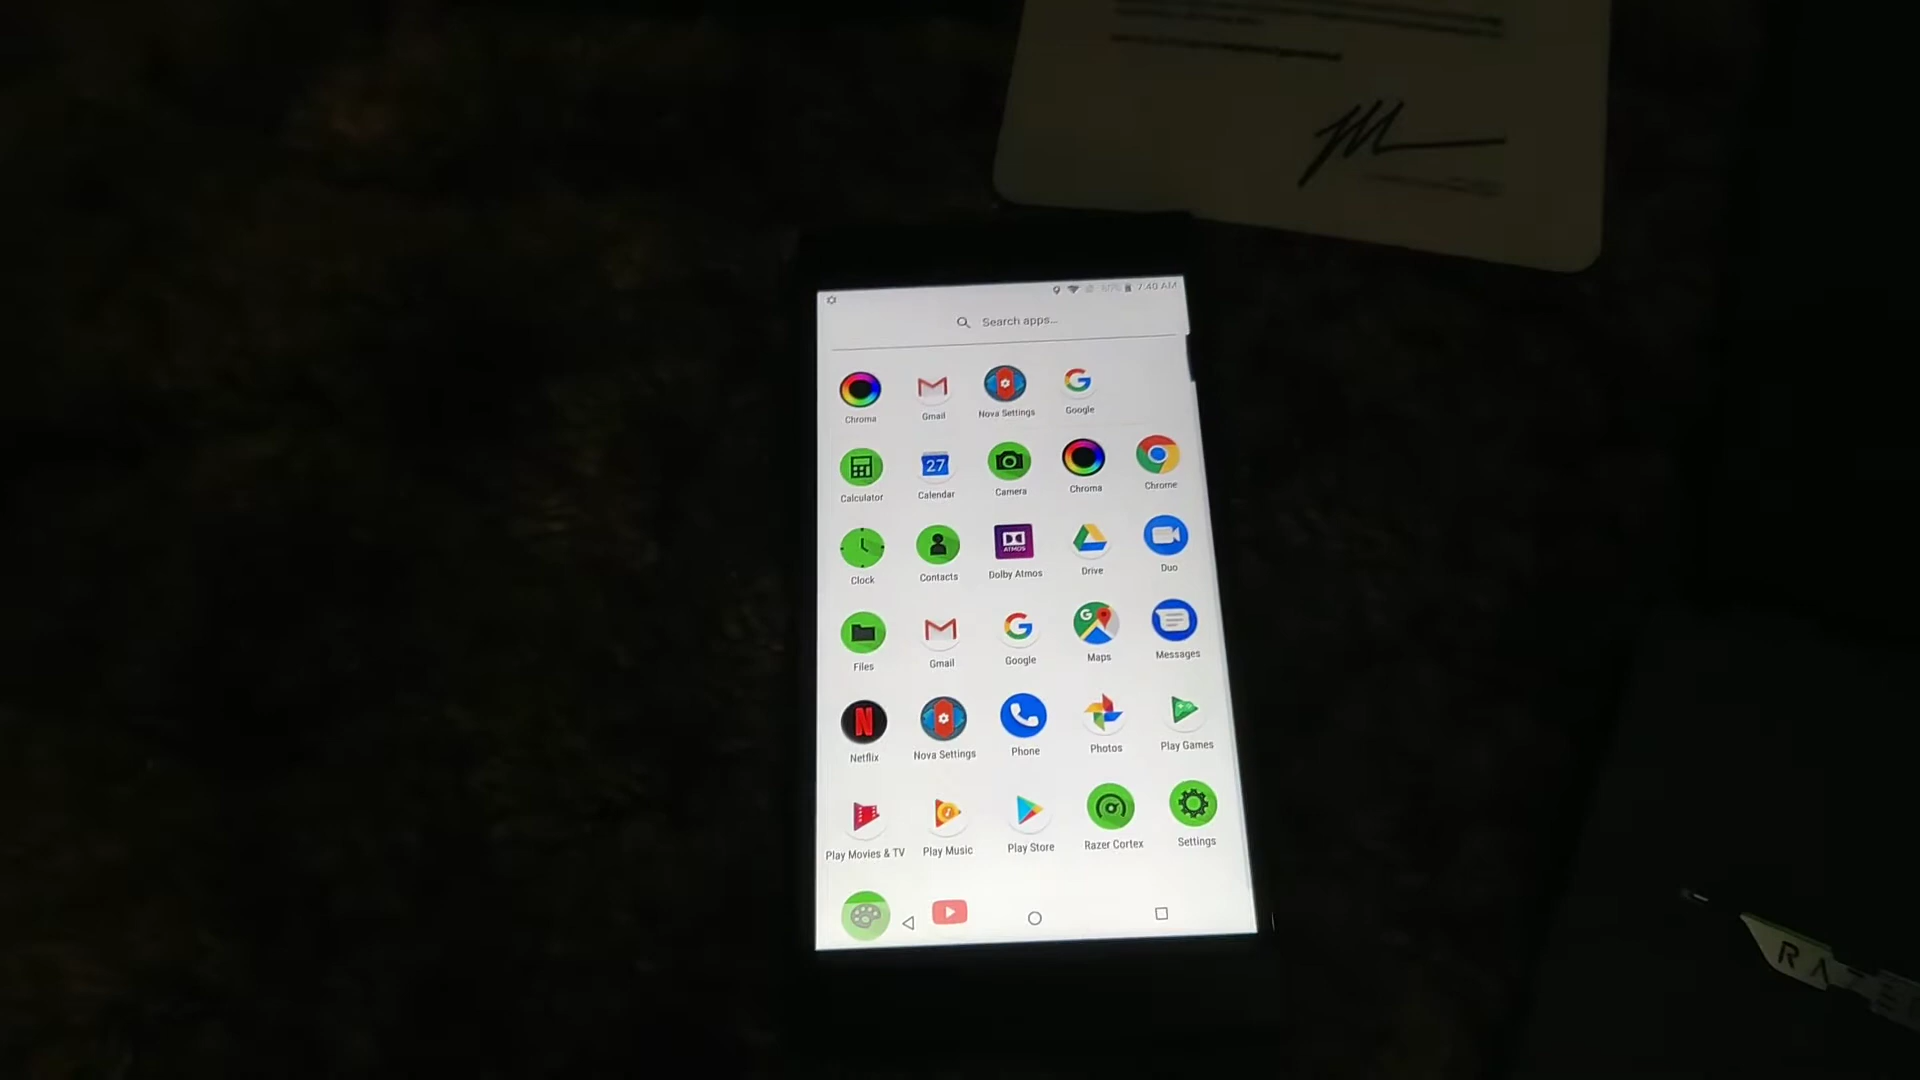 7:40 AM
Search apps...
Chroma Gmail Nova Settings Google
27
Calculator Calendar Camera Chroma Chrome
ATMOS
Clock Contacts Dolby Atmos Drive Duo
Files Gmail Google Maps Messages
N
Netflix Nova Settings Phone Photos Play Games
Play Movies & TV Play Music Play Store Razer Cortex Settings
RAZER